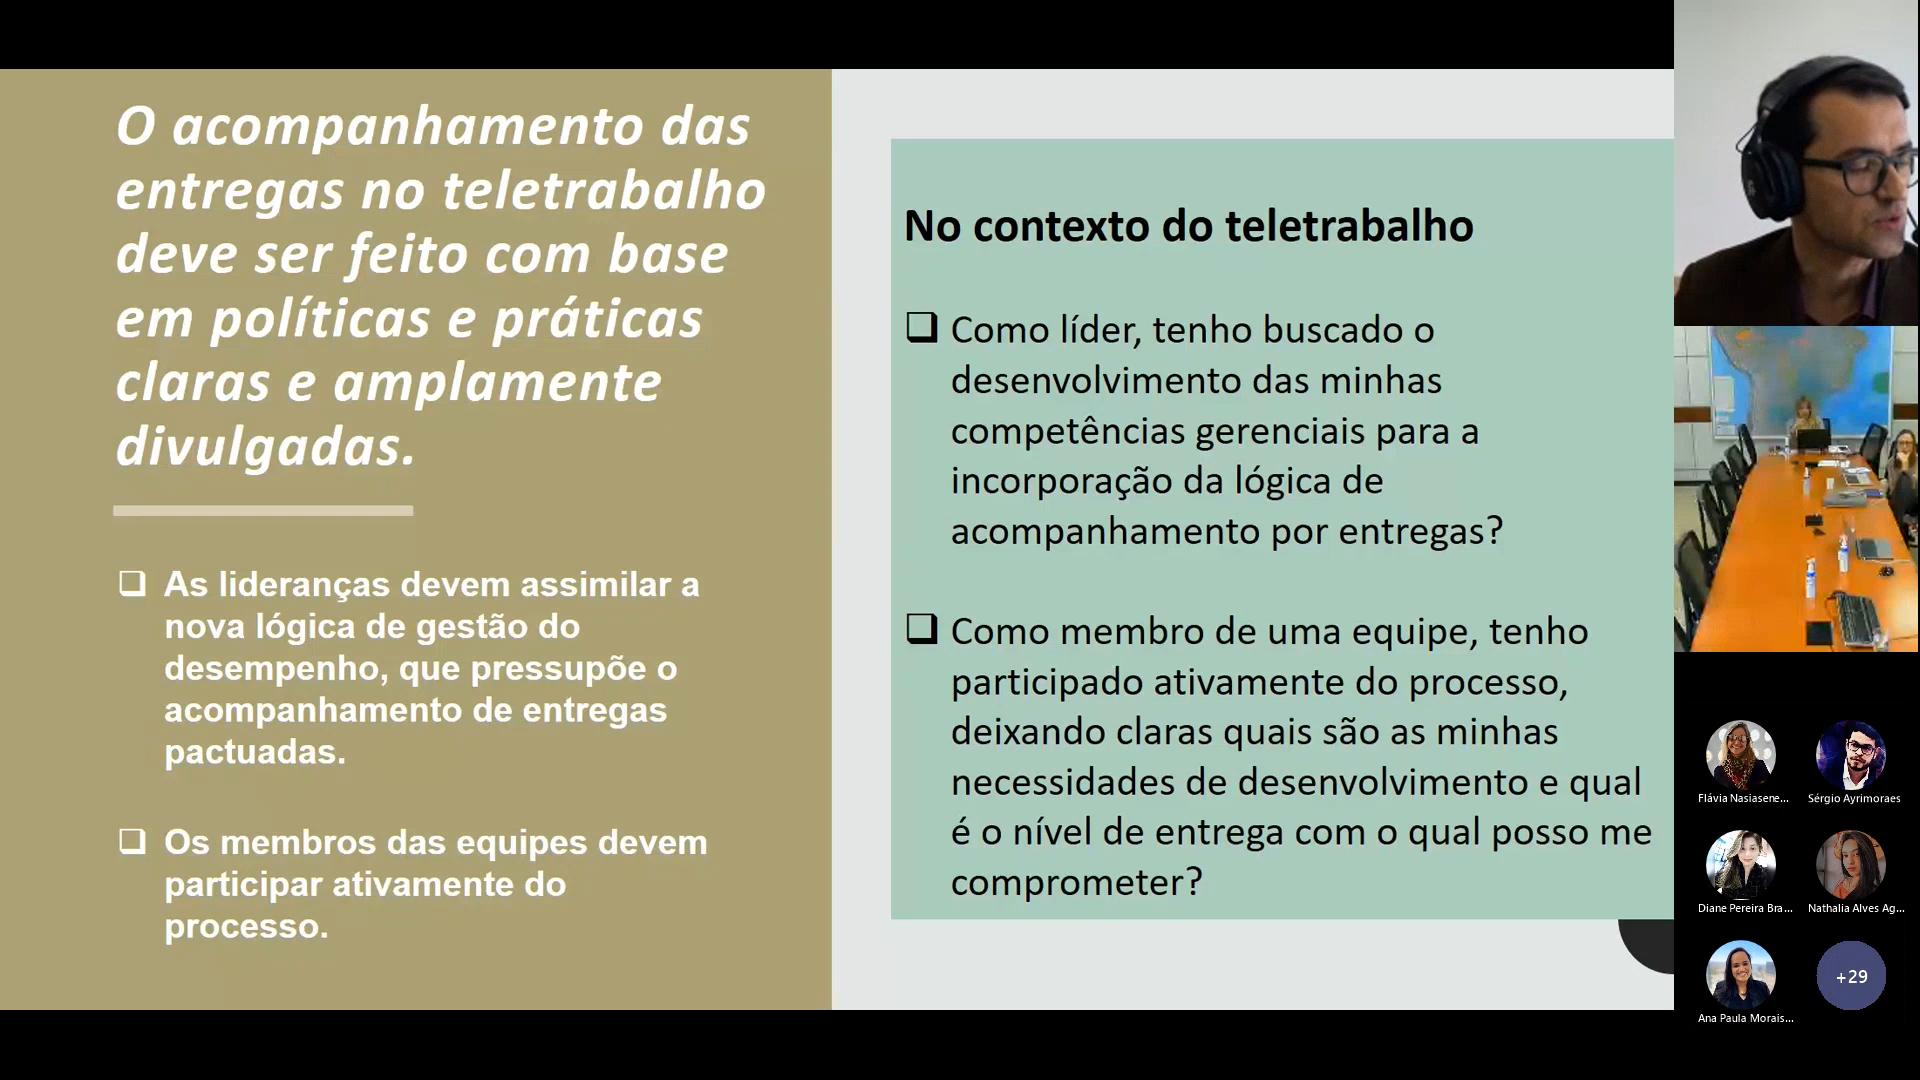 O acompanhamento das
entregas no teletrabalho
deve ser feito com base
em políticas e práticas
claras e amplamente
divulgadas.
❑ As lideranças devem assimilar a
nova lógica de gestão do
desempenho, que pressupõe o
acompanhamento de entregas
pactuadas.
❑ Os membros das equipes devem
participar ativamente do
processo.
No contexto do teletrabalho
❑ Como líder, tenho buscado o
desenvolvimento das minhas
competências gerenciais para a
incorporação da lógica de
acompanhamento por entregas?
❑ Como membro de uma equipe, tenho
participado ativamente do processo,
deixando claras quais são as minhas
necessidades de desenvolvimento e qual
é o nível de entrega com o qual posso me
comprometer?
Flávia Nasiasene...
Sérgio Ayrimoraes
Diane Pereira Bra...
Nathalia Alves Ag...
Ana Paula Morais...
+29